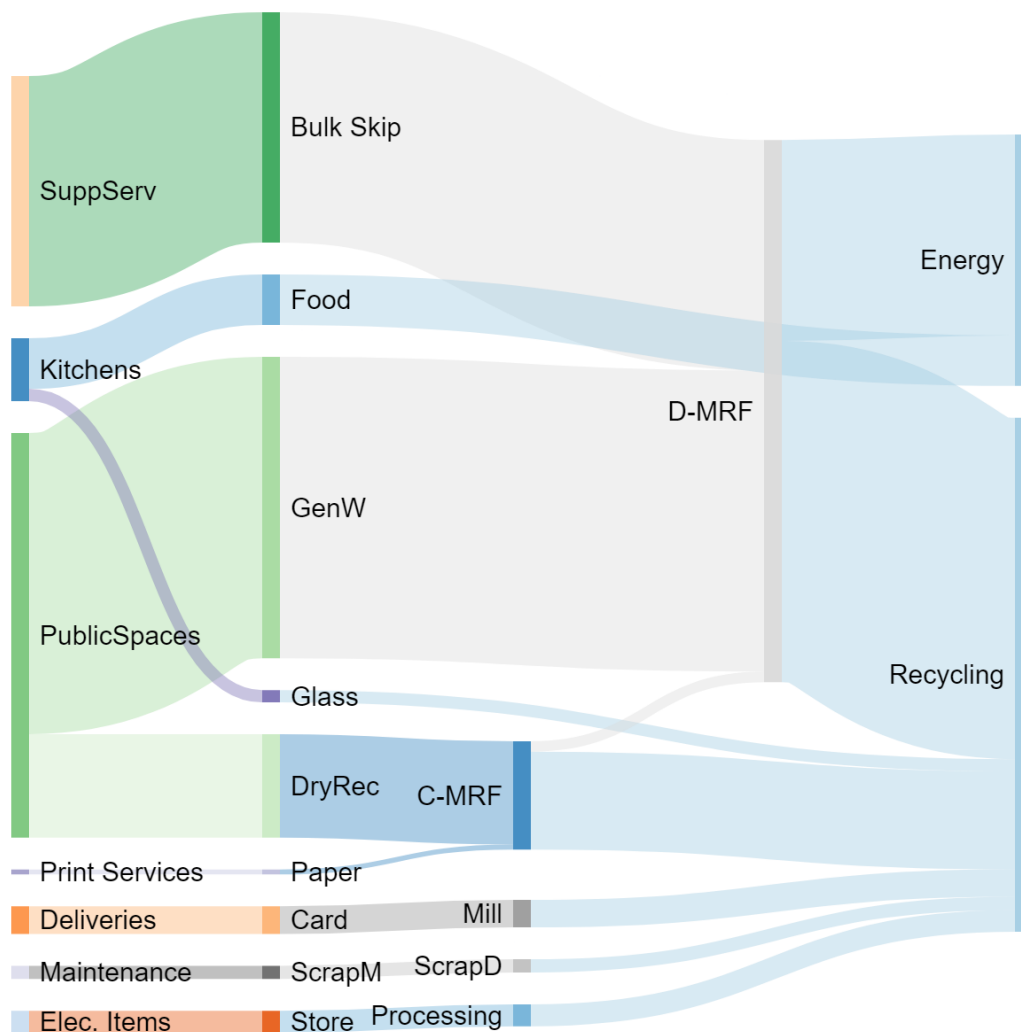 SuppServ
Kitchens
PublicSpaces
Print Services
Deliveries
Maintenance
Elec. Items
Bulk Skip
Food
GenW
Glass
DryRec
Paper
Card
ScrapM
Store
C-MRF
Mill
ScrapD
Processing
D-MRF
Energy
Recycling